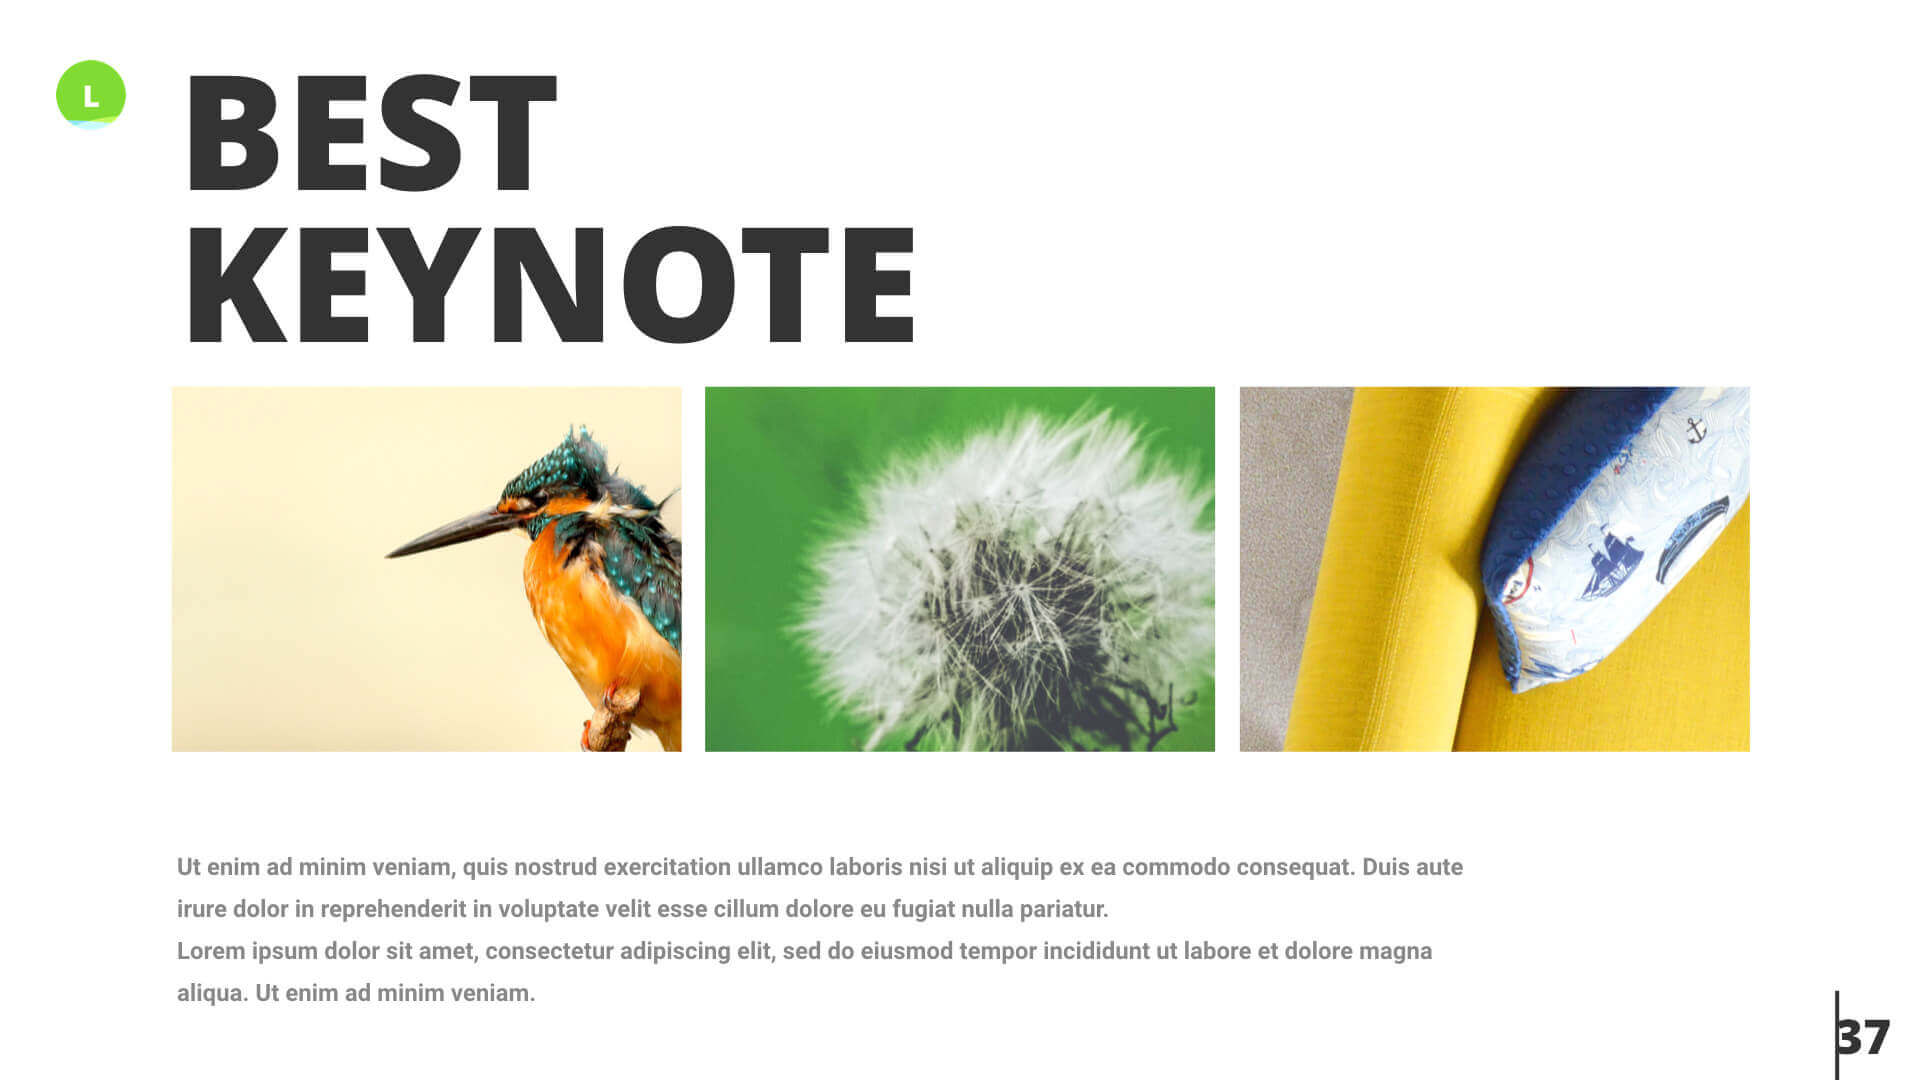 L
BEST
KEYNOTE
Ut enim ad minim veniam, quis nostrud exercitation ullamco laboris nisi ut aliquip ex ea commodo consequat. Duis aute
irure dolor in reprehenderit in voluptate velit esse cillum dolore eu fugiat nulla pariatur.
Lorem ipsum dolor sit amet, consectetur adipiscing elit, sed do eiusmod tempor incididunt ut labore et dolore magna
aliqua. Ut enim ad minim veniam.
37